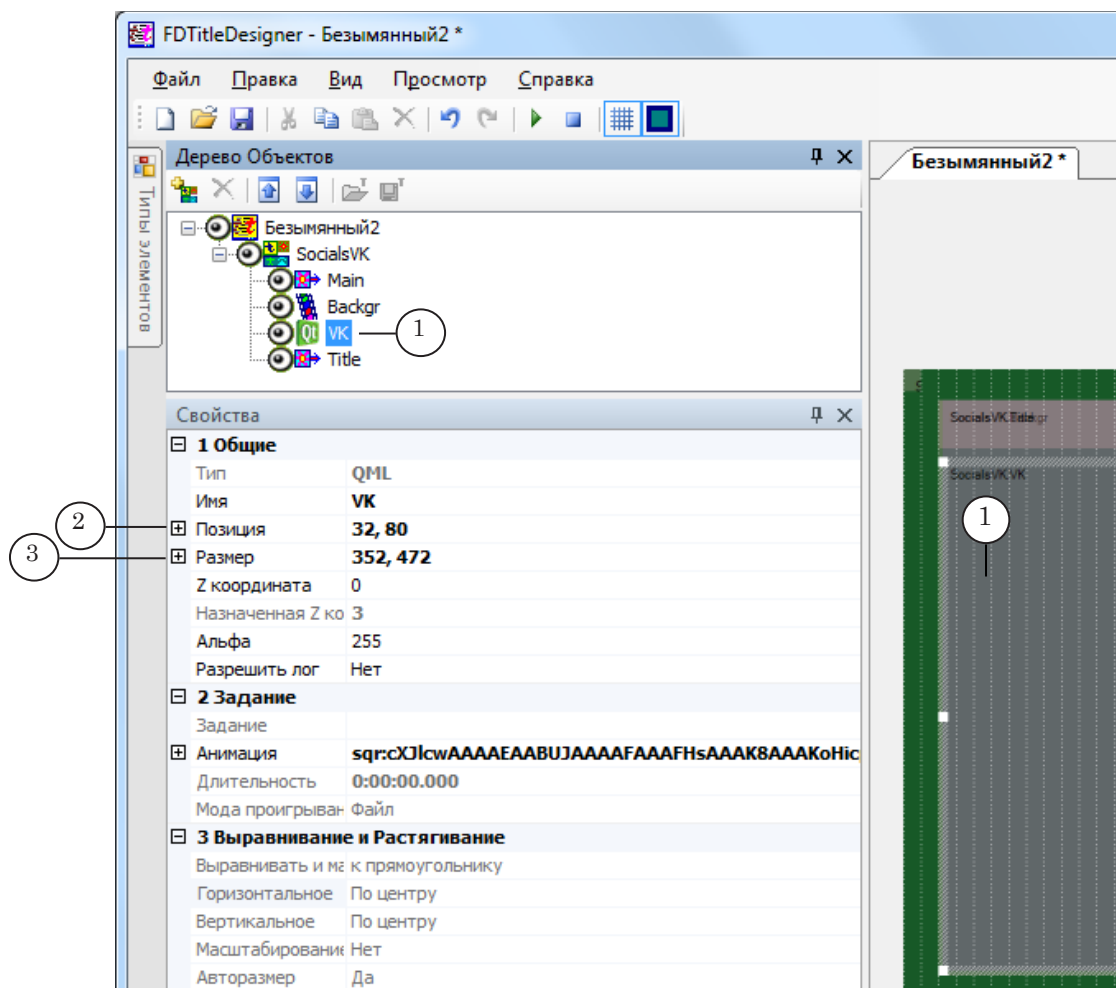 FDTitleDesigner - Безымянный2 *
Файл Правка Вид Просмотр Справка
Типы элементов
Дерево Объектов
Безымянный2 *
Безымянный2
SocialsVK
Main
Backgr
VK
1
Title
Свойства
1 Общие
Тип QML
Имя VK
2
Позиция 32, 80
3
Размер 352, 472
Z координата 0
Назначенная Z ко 3
Альфа 255
Разрешить лог Нет
2 Задание
Задание
Анимация sqr:cXJlcwAAAAEAABUJAAAAFAAAFHsAAAK8AAAKoHic
Длительность 0:00:00.000
Мода проигрыван Файл
3 Выравнивание и Растягивание
Выравнивать и ма к прямоугольнику
Горизонтальное По центру
Вертикальное По центру
Масштабирование Нет
Авторазмер Да
SocialsVK.VK
1